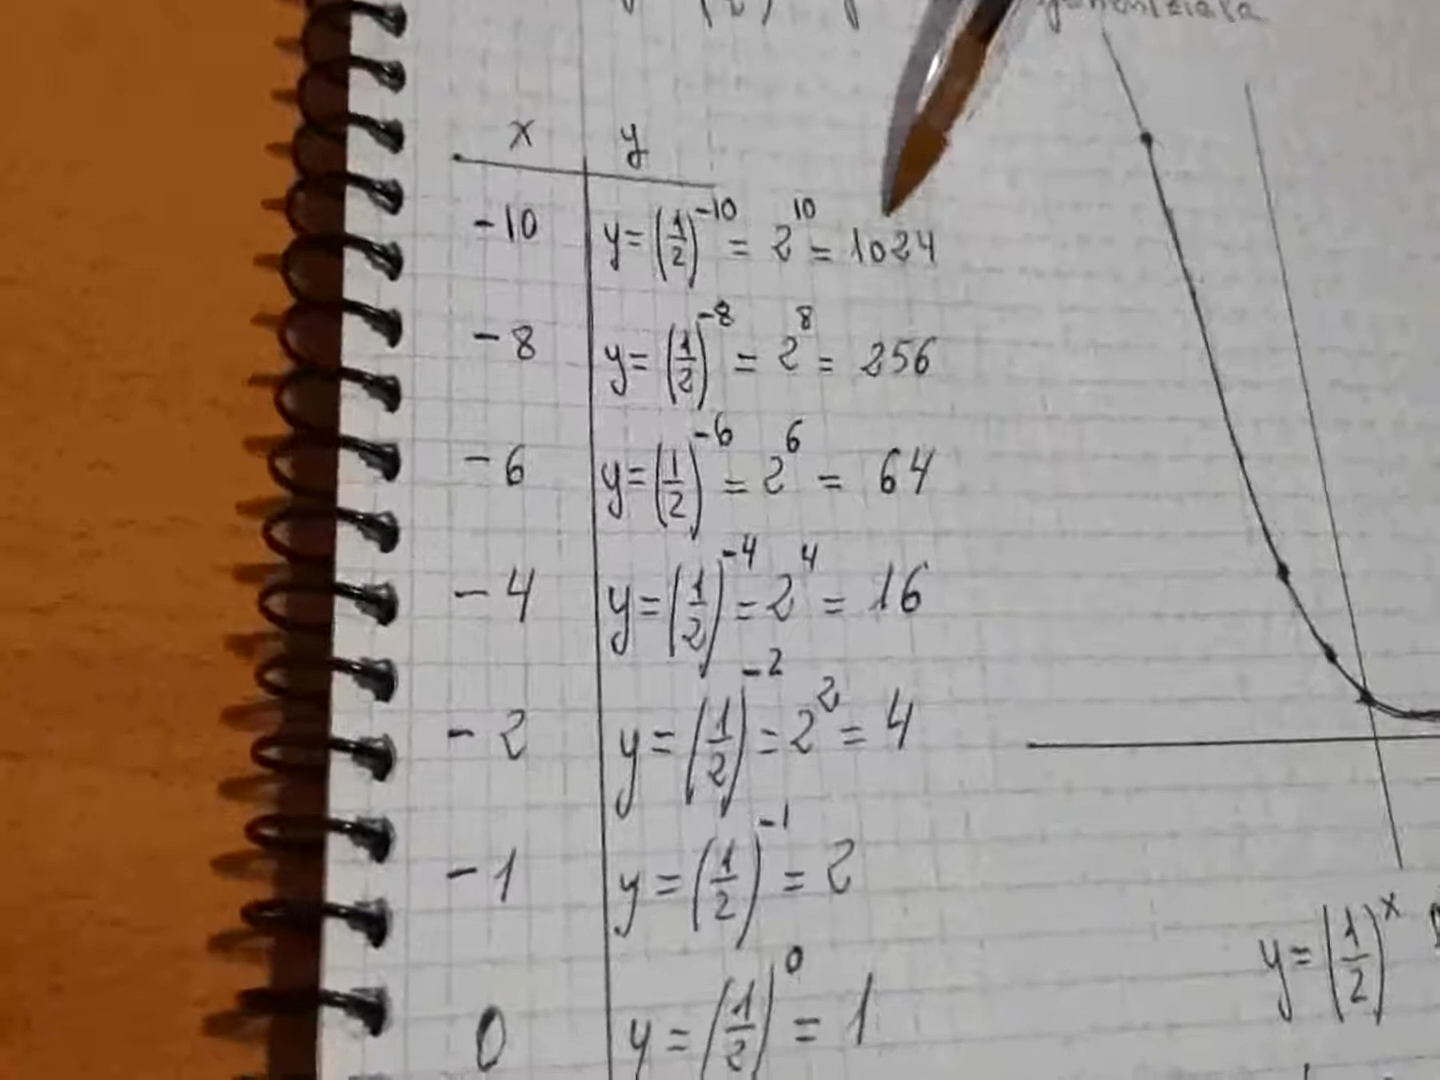 x y
-10 y=(1/2)^-10 = 2^10 = 1024
-8 y=(1/2)^-8 = 2^8 = 256
-6 y=(1/2)^-6 = 2^6 = 64
-4 y=(1/2)^-4 = 2^4 = 16
-2 y=(1/2)^-2 = 2^2 = 4
-1 y=(1/2)^-1 = 2
0 y=(1/2)^0 = 1
y=(1/2)^x